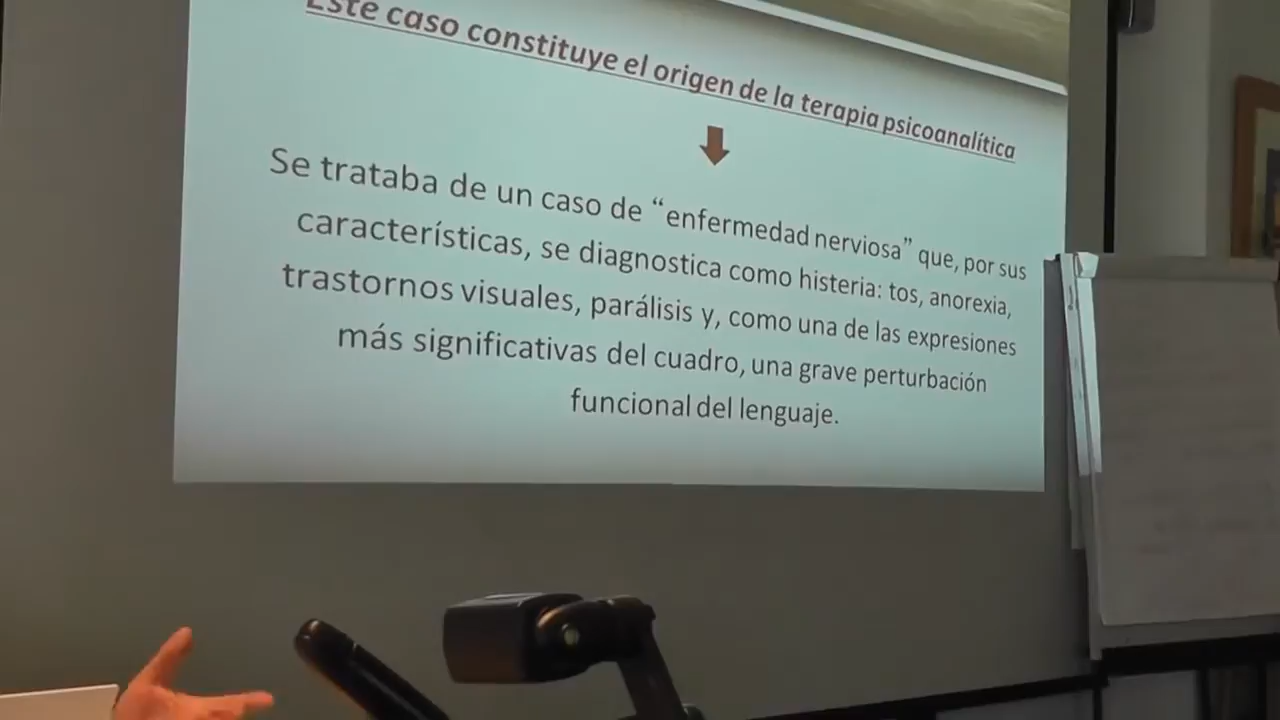 Este caso constituye el origen de la terapia psicoanalítica
Se trataba de un caso de “enfermedad nerviosa” que, por sus
características, se diagnostica como histeria: tos, anorexia,
trastornos visuales, parálisis y, como una de las expresiones
más significativas del cuadro, una grave perturbación
funcional del lenguaje.